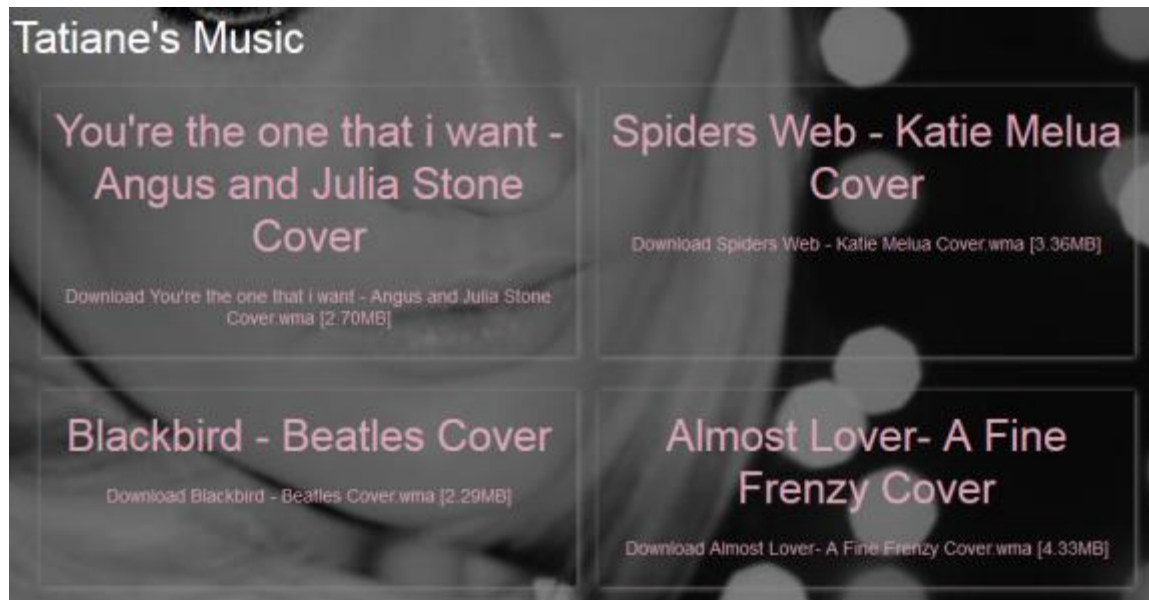 Tatiane's Music
You're the one that i want -
Angus and Julia Stone
Cover
Download You're the one that i want - Angus and Julia Stone
Cover.wma [2.70MB]
Spiders Web - Katie Melua
Cover
Download Spiders Web - Katie Melua Cover.wma [3.36MB]
Blackbird - Beatles Cover
Download Blackbird - Beatles Cover.wma [2.29MB]
Almost Lover- A Fine
Frenzy Cover
Download Almost Lover- A Fine Frenzy Cover.wma [4.33MB]